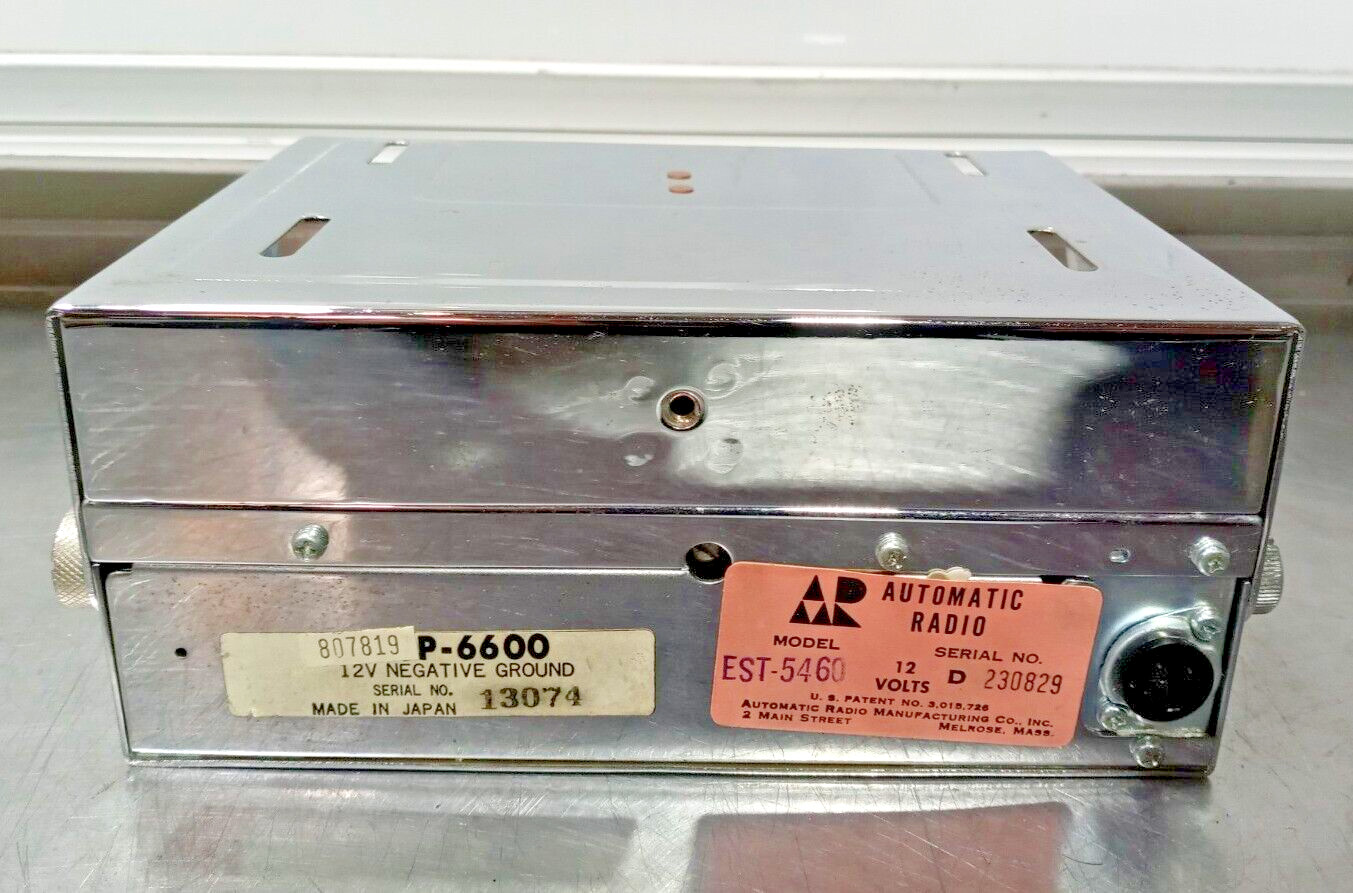 807819 P-6600
12V NEGATIVE GROUND
SERIAL NO. 13074
MADE IN JAPAN
AR AUTOMATIC
RADIO
MODEL SERIAL NO.
EST-5460 12 VOLTS D 230829
U. S. PATENT NO. 3,015,726
AUTOMATIC RADIO MANUFACTURING CO., INC.
2 MAIN STREET MELROSE, MASS.